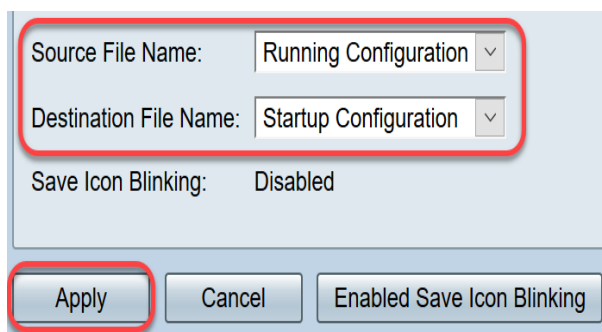 Source File Name: Running Configuration
Destination File Name: Startup Configuration
Save Icon Blinking: Disabled
Apply Cancel Enabled Save Icon Blinking